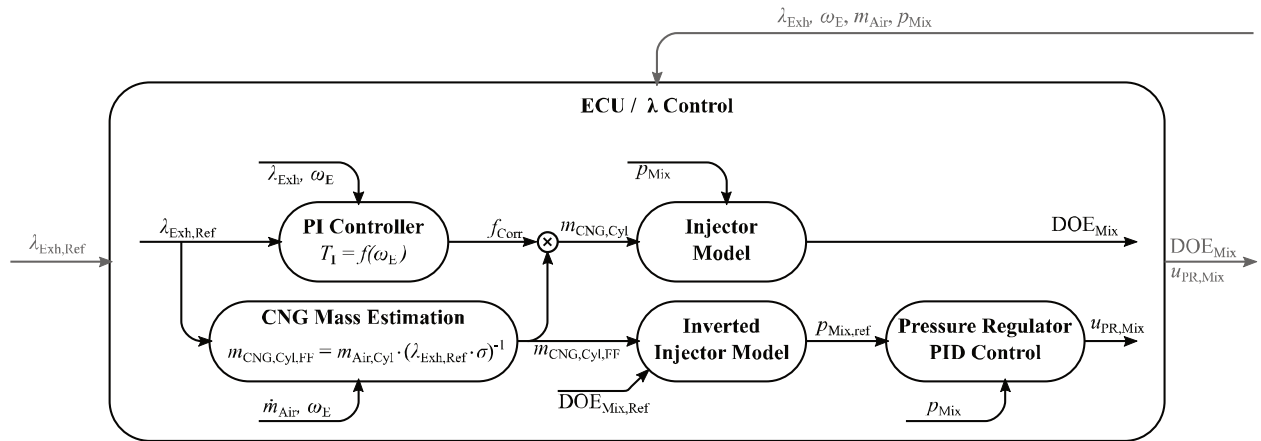 λExh, ωE, mAir, pMix
ECU / λ Control
λExh, ωE
pMix
λExh,Ref
PI Controller
TI = f(ωE)
fCorr
×
mCNG,Cyl
Injector
Model
DOEMix
λExh,Ref
DOEMix
uPR,Mix
CNG Mass Estimation
mCNG,Cyl,FF = mAir,Cyl · (λExh,Ref · σ)-1
mCNG,Cyl,FF
Inverted
Injector Model
pMix,ref
Pressure Regulator
PID Control
uPR,Mix
ṁAir, ωE
DOEMix,Ref
pMix